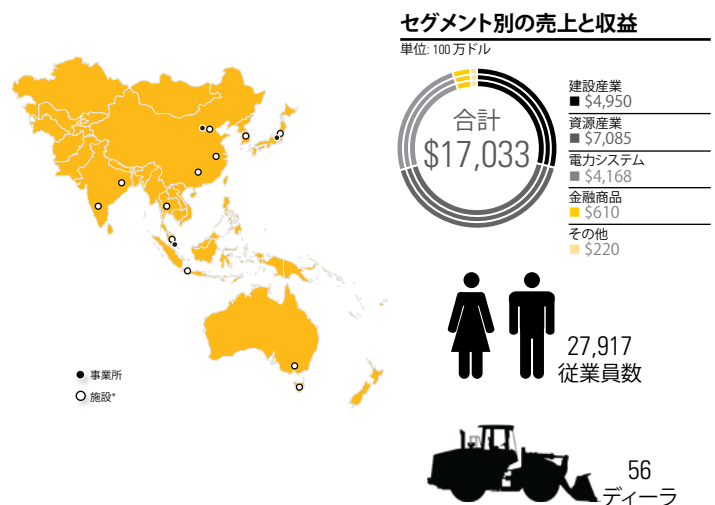 セグメント別の売上と収益
単位: 100 万ドル
合計
$17,033
建設産業
$4,950
資源産業
$7,085
電力システム
$4,168
金融商品
$610
その他
$220
事業所
施設*
27,917
従業員数
56
ディーラ